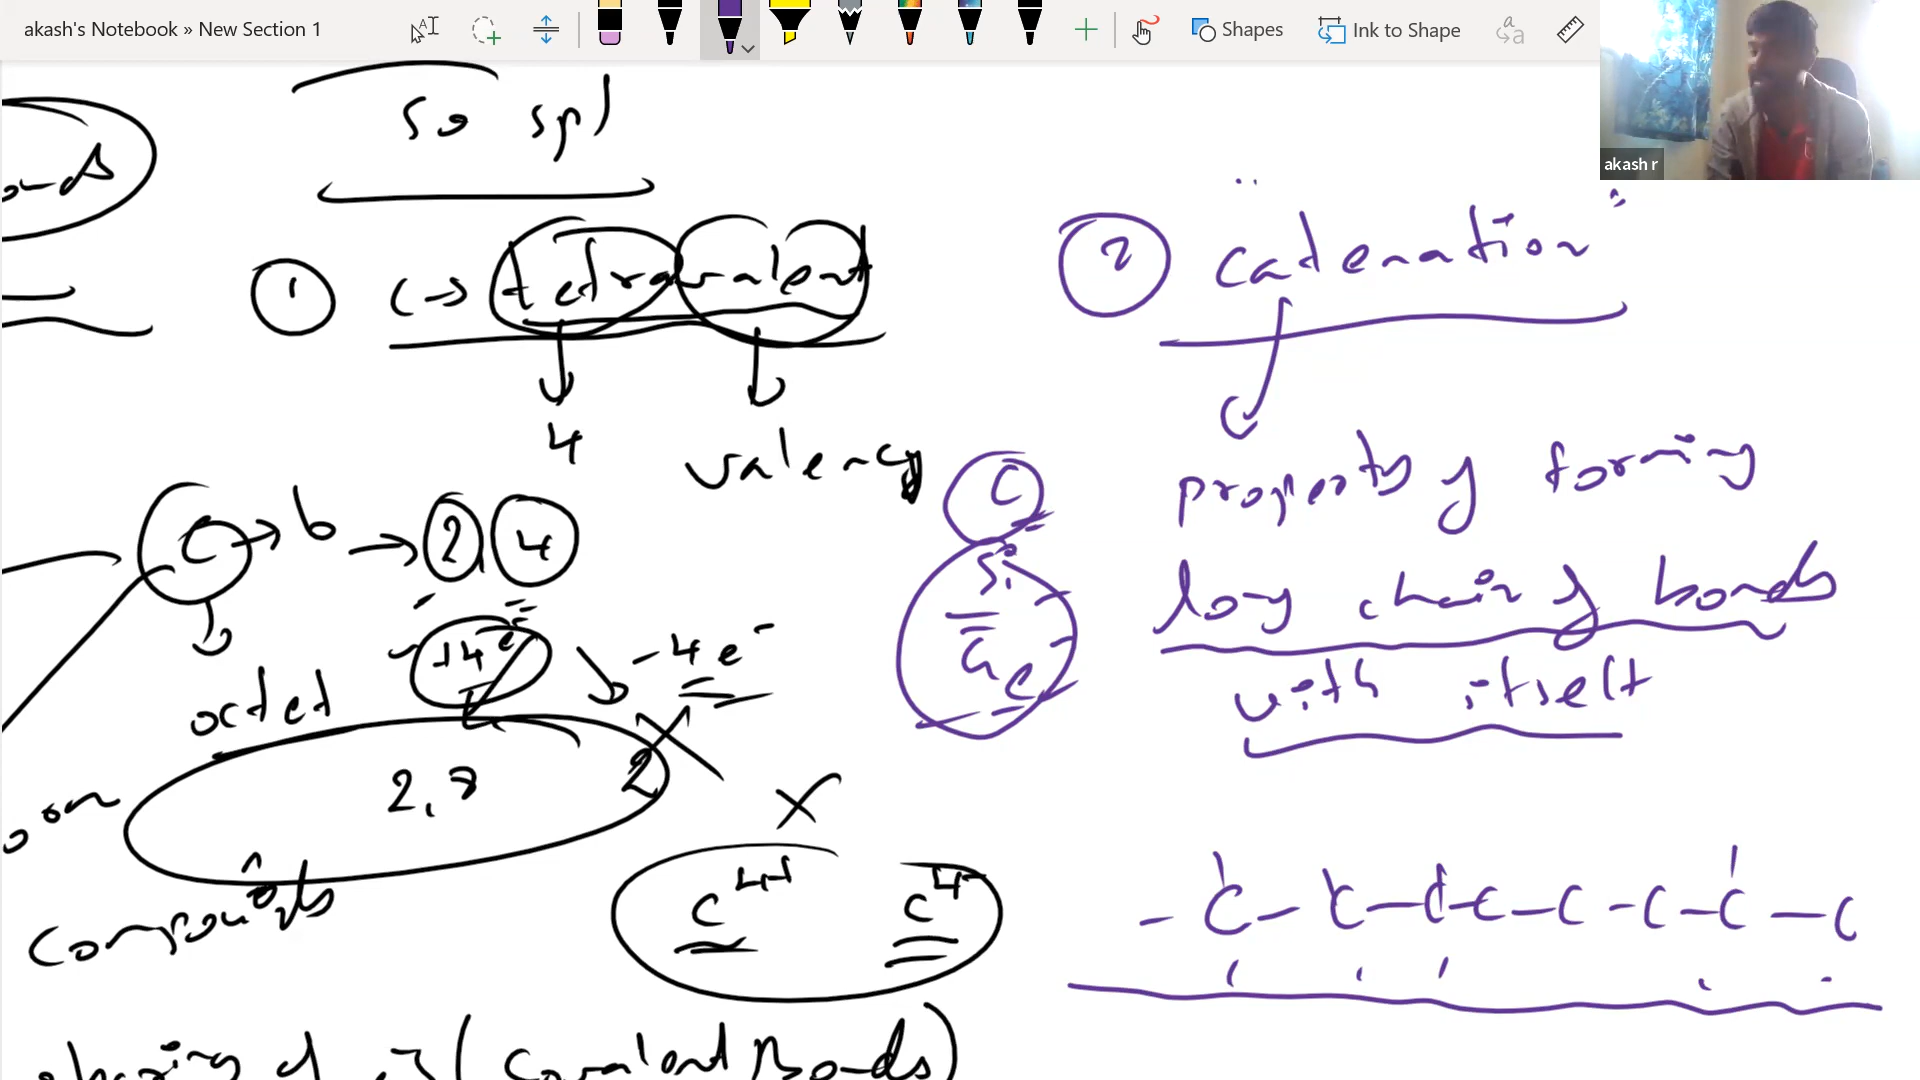 akash's Notebook » New Section 1
Shapes
Ink to Shape
akash r
so spl
① C → tetravalent
4
valency
C → 6 → 2, 4
octet
+4e⁻
-4e⁻
2, 8
2
compounds
C⁴⁺ C⁴⁻
sharing of e⁻ (Covalent Bonds)
② catenation
property of forming
long chain of bonds
with itself
C
Si
Ge
- C - C - C - C - C - C - C - C